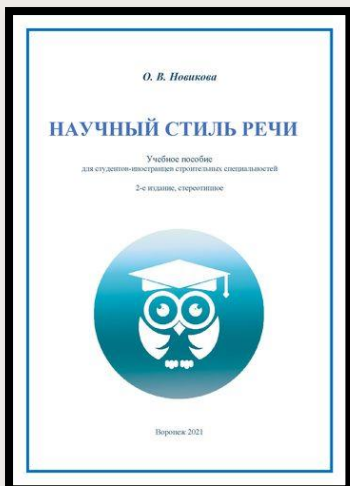 О. В. Новикова
НАУЧНЫЙ СТИЛЬ РЕЧИ
Учебное пособие
для студентов-иностранцев строительных специальностей
2-е издание, стереотипное
Воронеж 2021